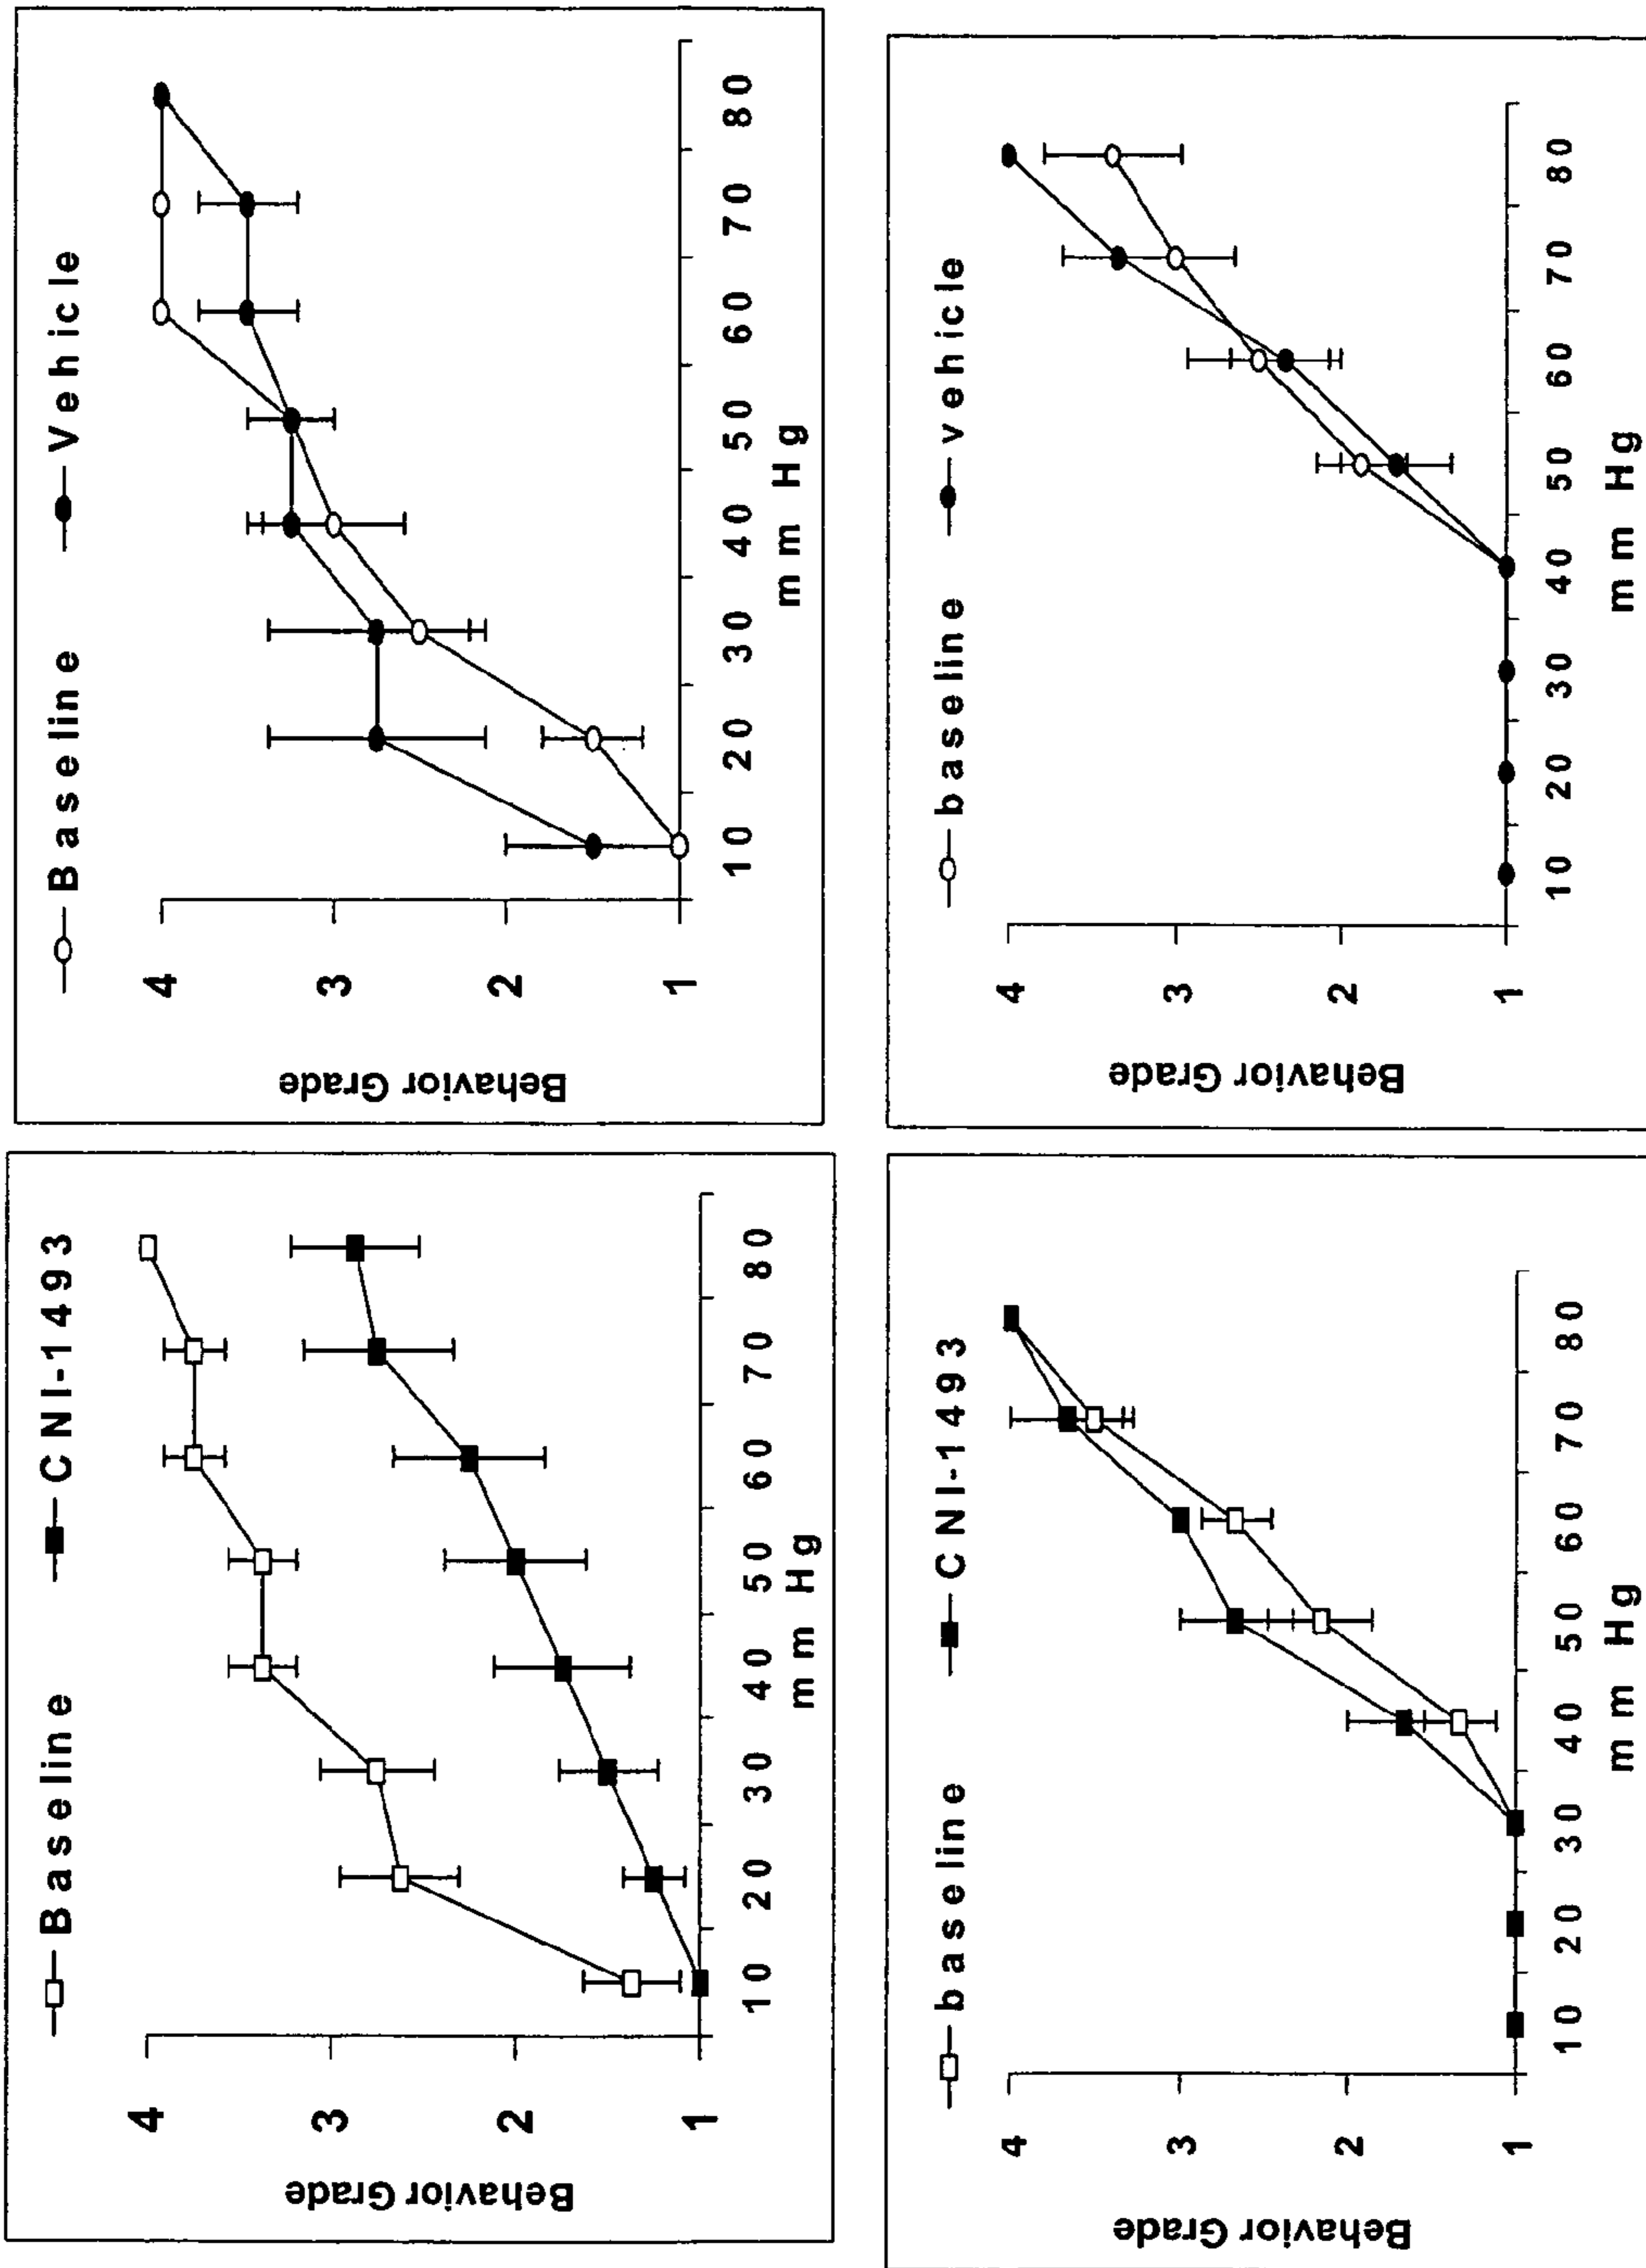 Baseline CNI-1493
4
3
2
1
Behavior Grade
10 20 30 40 50 60 70 80
mm Hg
Baseline Vehicle
4
3
2
1
Behavior Grade
10 20 30 40 50 60 70 80
mm Hg
baseline CNI-1493
4
3
2
1
Behavior Grade
10 20 30 40 50 60 70 80
mm Hg
baseline vehicle
4
3
2
1
Behavior Grade
10 20 30 40 50 60 70 80
mm Hg